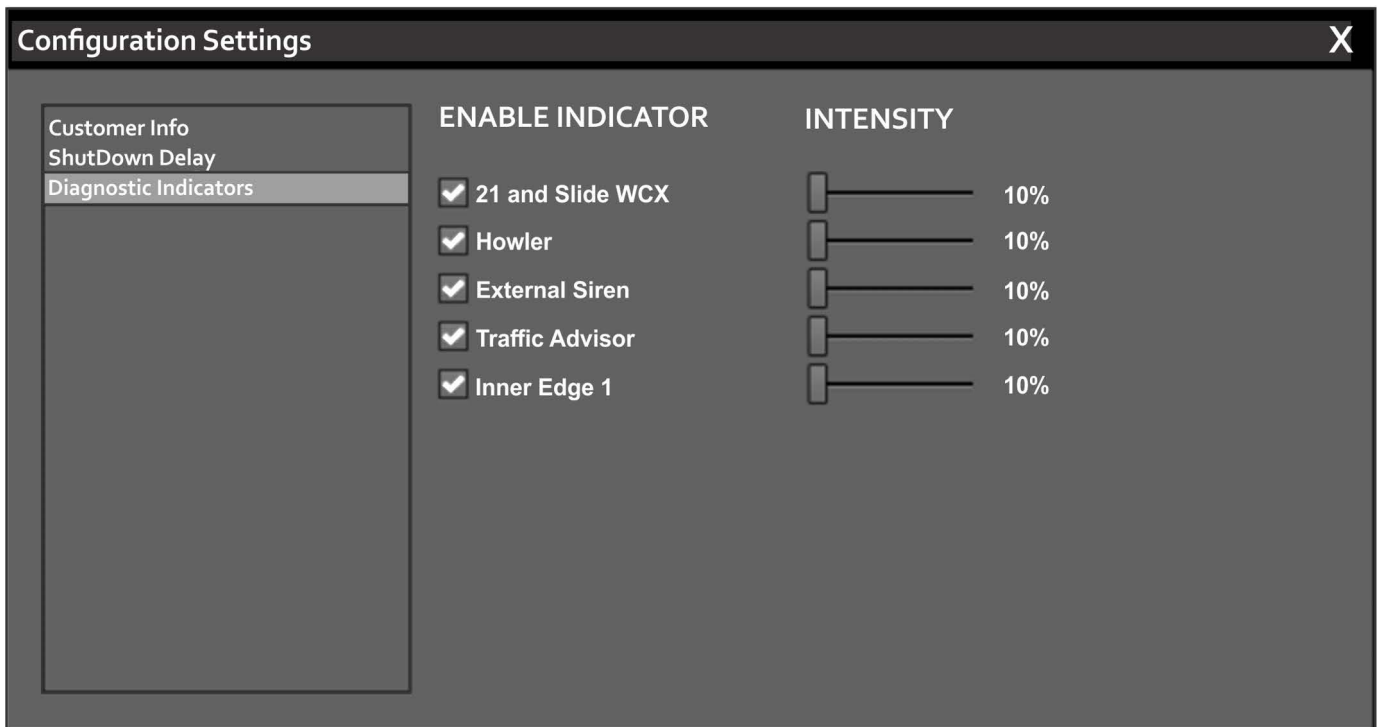 Configuration Settings X
Customer Info
ShutDown Delay
Diagnostic Indicators
ENABLE INDICATOR INTENSITY
21 and Slide WCX 10%
Howler 10%
External Siren 10%
Traffic Advisor 10%
Inner Edge 1 10%